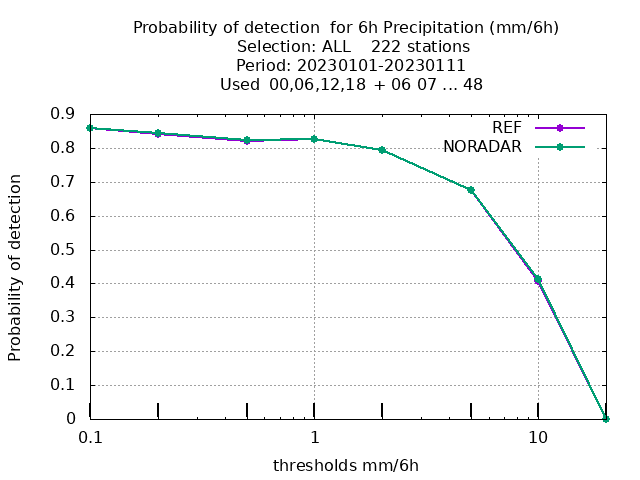 Probability of detection  for 6h Precipitation (mm/6h)
Selection: ALL    222 stations
Period: 20230101-20230111
Used  00,06,12,18  + 06 07 ... 48
REF
NORADAR
0.9
0.8
0.7
0.6
0.5
0.4
0.3
0.2
0.1
0
Probability of detection
0.1 1 10
thresholds mm/6h